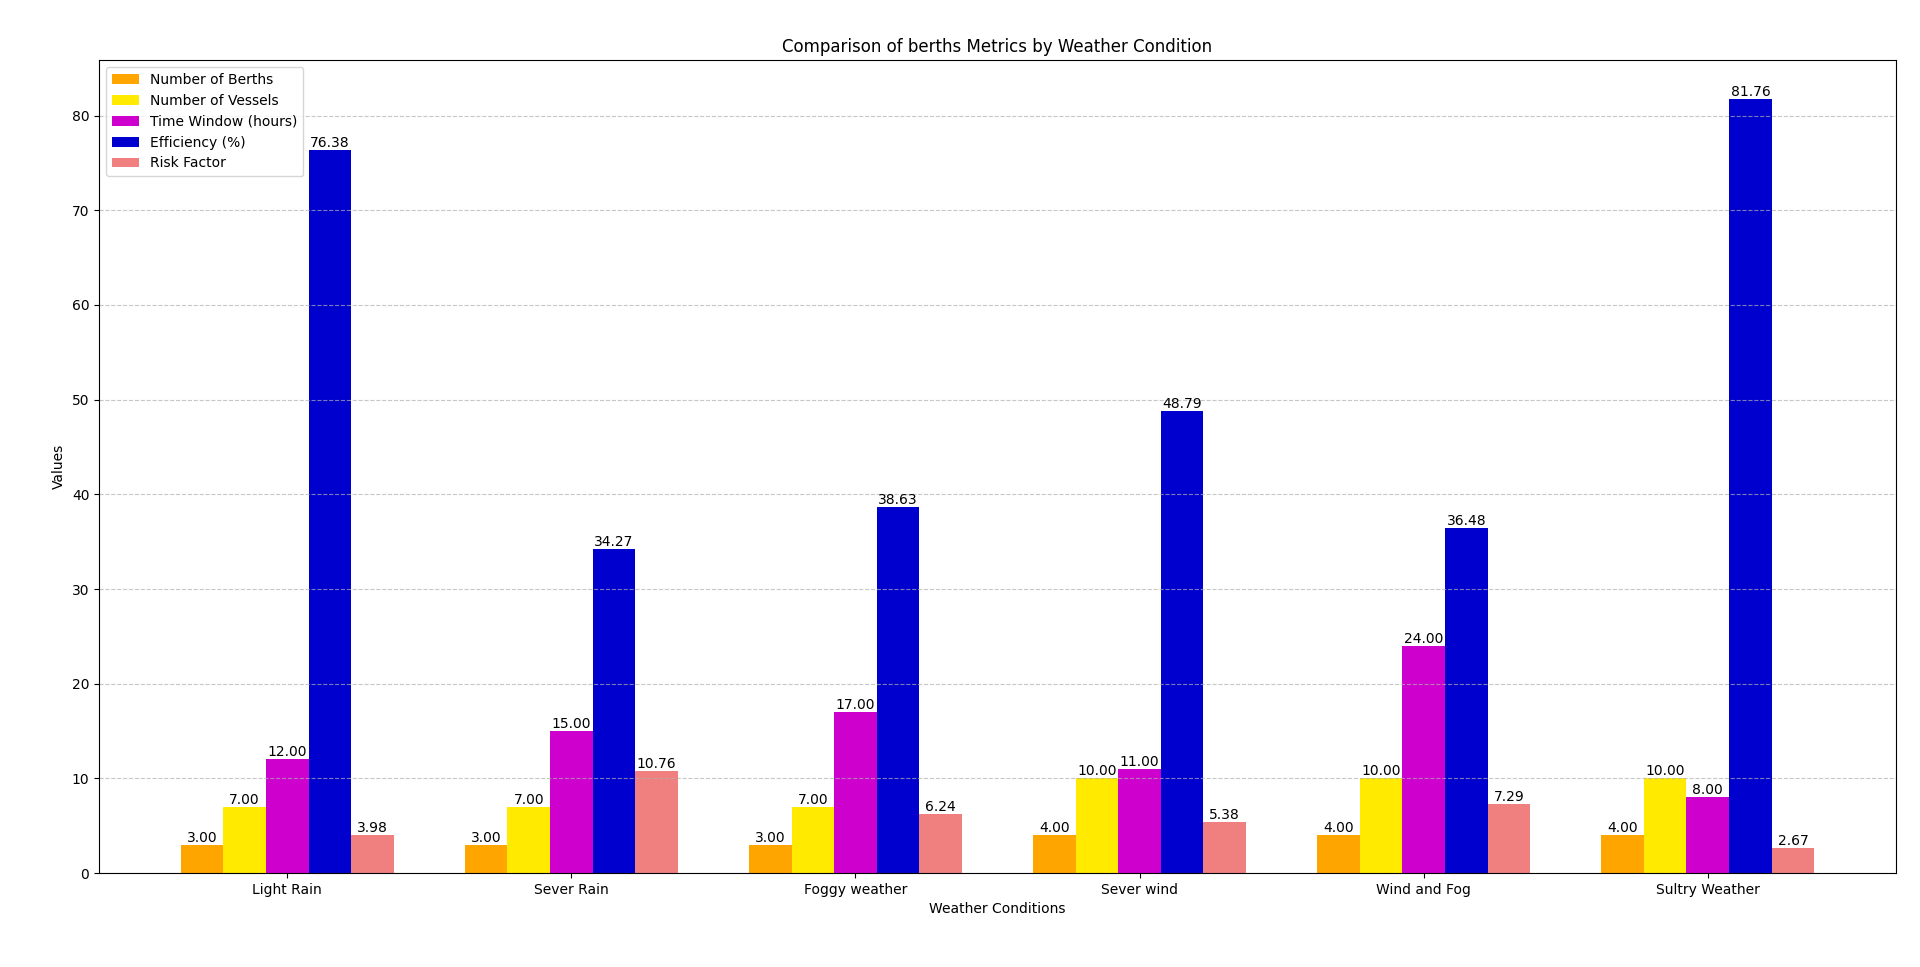 Comparison of berths Metrics by Weather Condition
Number of Berths
Number of Vessels
Time Window (hours)
Efficiency (%)
Risk Factor
Values
80
70
60
50
40
30
20
10
0
3.00 7.00 12.00 76.38 3.98
3.00 7.00 15.00 34.27 10.76
3.00 7.00 17.00 38.63 6.24
4.00 10.00 11.00 48.79 5.38
4.00 10.00 24.00 36.48 7.29
4.00 10.00 8.00 81.76 2.67
Light Rain Sever Rain Foggy weather Sever wind Wind and Fog Sultry Weather
Weather Conditions